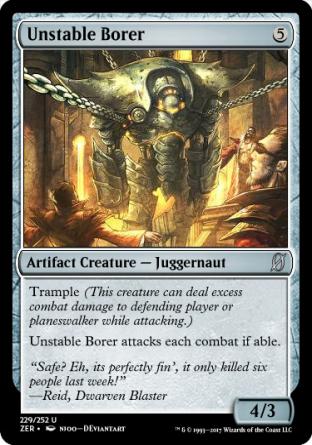 Unstable Borer 5
Artifact Creature — Juggernaut
Trample (This creature can deal excess
combat damage to defending player or
planeswalker while attacking.)
Unstable Borer attacks each combat if able.
“Safe? Eh, its perfectly fin’, it only killed six
people last week!”
—Reid, Dwarven Blaster
4/3
229/252 U
ZER • NJOO—DEVIANTART
™ & © 1993–2017 Wizards of the Coast LLC